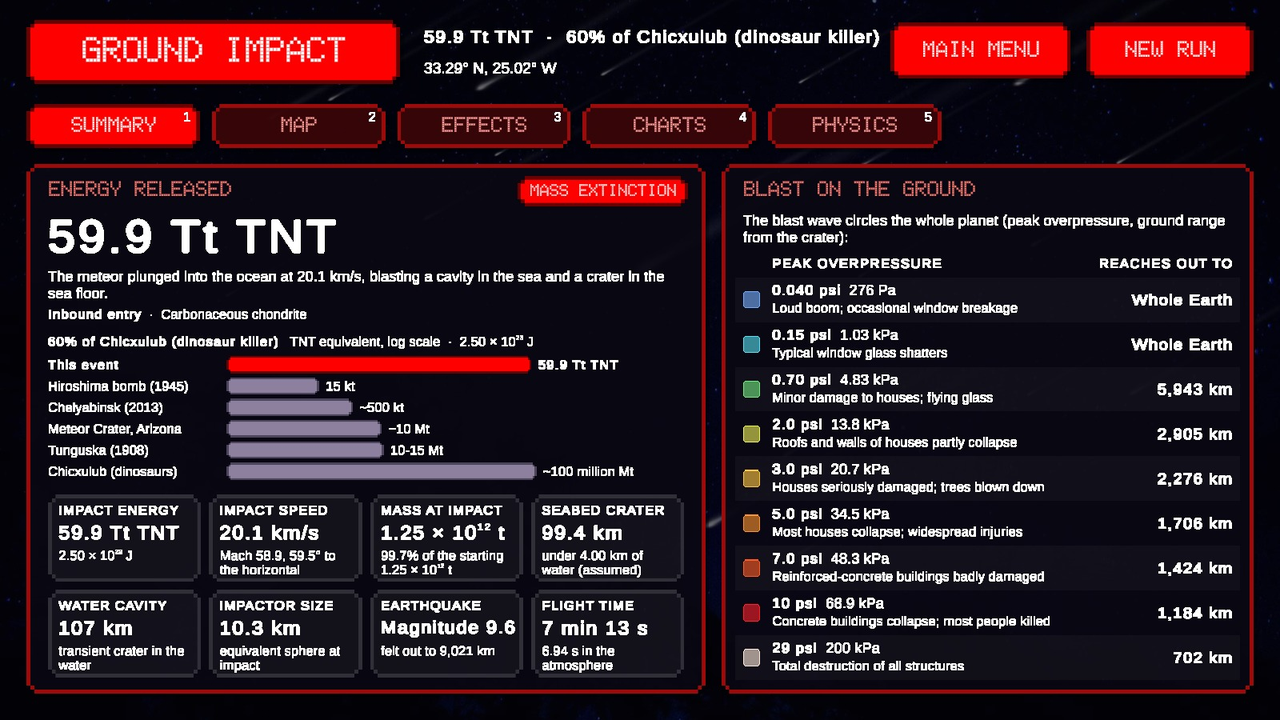 GROUND IMPACT
59.9 Tt TNT - 60% of Chicxulub (dinosaur killer)
33.29° N, 25.02° W
MAIN MENU
NEW RUN
SUMMARY 1
MAP 2
EFFECTS 3
CHARTS 4
PHYSICS 5
ENERGY RELEASED
MASS EXTINCTION
59.9 Tt TNT
The meteor plunged into the ocean at 20.1 km/s, blasting a cavity in the sea and a crater in the
sea floor.
Inbound entry · Carbonaceous chondrite
60% of Chicxulub (dinosaur killer) TNT equivalent, log scale · 2.50 × 10²³ J
This event 59.9 Tt TNT
Hiroshima bomb (1945) 15 kt
Chelyabinsk (2013) ~500 kt
Meteor Crater, Arizona ~10 Mt
Tunguska (1908) 10-15 Mt
Chicxulub (dinosaurs) ~100 million Mt
IMPACT ENERGY
59.9 Tt TNT
2.50 × 10²³ J
IMPACT SPEED
20.1 km/s
Mach 58.9, 59.5° to
the horizontal
MASS AT IMPACT
1.25 × 10¹² t
99.7% of the starting
1.25 × 10¹² t
SEABED CRATER
99.4 km
under 4.00 km of
water (assumed)
WATER CAVITY
107 km
transient crater in the
water
IMPACTOR SIZE
10.3 km
equivalent sphere at
impact
EARTHQUAKE
Magnitude 9.6
felt out to 9,021 km
FLIGHT TIME
7 min 13 s
6.94 s in the
atmosphere
BLAST ON THE GROUND
The blast wave circles the whole planet (peak overpressure, ground range
from the crater):
PEAK OVERPRESSURE REACHES OUT TO
0.040 psi 276 Pa
Loud boom; occasional window breakage
Whole Earth
0.15 psi 1.03 kPa
Typical window glass shatters
Whole Earth
0.70 psi 4.83 kPa
Minor damage to houses; flying glass
5,943 km
2.0 psi 13.8 kPa
Roofs and walls of houses partly collapse
2,905 km
3.0 psi 20.7 kPa
Houses seriously damaged; trees blown down
2,276 km
5.0 psi 34.5 kPa
Most houses collapse; widespread injuries
1,706 km
7.0 psi 48.3 kPa
Reinforced-concrete buildings badly damaged
1,424 km
10 psi 68.9 kPa
Concrete buildings collapse; most people killed
1,184 km
29 psi 200 kPa
Total destruction of all structures
702 km